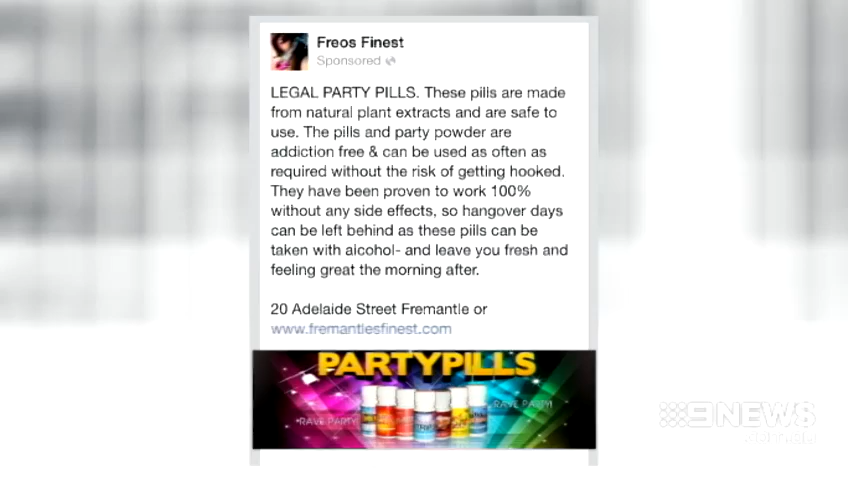 Freos Finest
Sponsored
LEGAL PARTY PILLS. These pills are made
from natural plant extracts and are safe to
use. The pills and party powder are
addiction free & can be used as often as
required without the risk of getting hooked.
They have been proven to work 100%
without any side effects, so hangover days
can be left behind as these pills can be
taken with alcohol- and leave you fresh and
feeling great the morning after.
20 Adelaide Street Fremantle or
www.fremantlesfinest.com
PARTYPILLS
RAVE PARTY!
*RAVE PARTY
9NEWS